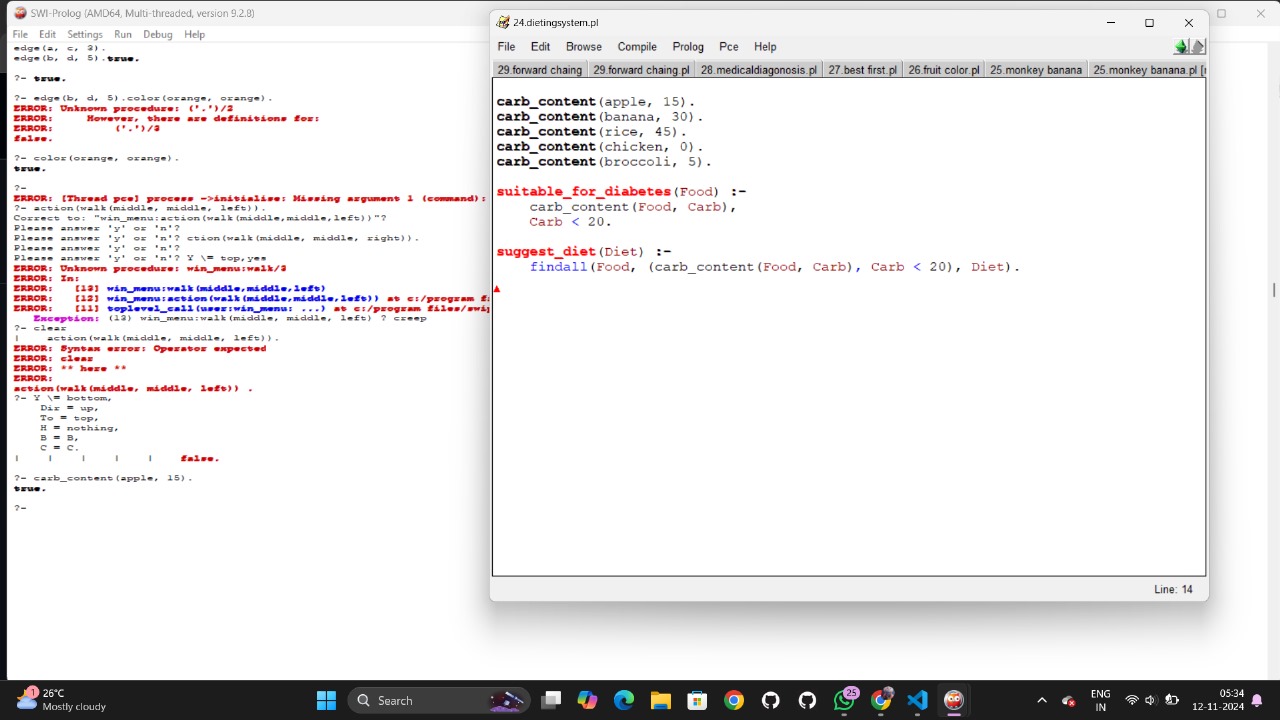 SWI-Prolog (AMD64, Multi-threaded, version 9.2.8)
File Edit Settings Run Debug Help
edge(a, c, 3).
edge(b, d, 5).true.
?- true.
?- edge(b, d, 5).color(orange, orange).
ERROR: Unknown procedure: ('.')/2
ERROR: However, there are definitions for:
ERROR: ('.')/3
false.
?- color(orange, orange).
true.
?-
ERROR: [Thread pce] process ->initialise: Missing argument 1 (command):
?- action(walk(middle, middle, left)).
Correct to: "win_menu:action(walk(middle,middle,left))"?
Please answer 'y' or 'n'?
Please answer 'y' or 'n'? ction(walk(middle, middle, right)).
Please answer 'y' or 'n'?
Please answer 'y' or 'n'? Y \= top,yes
ERROR: Unknown procedure: win_menu:walk/3
ERROR: In:
ERROR: [13] win_menu:walk(middle,middle,left)
ERROR: [12] win_menu:action(walk(middle,middle,left)) at c:/program f
ERROR: [11] toplevel_call(user:win_menu: ...) at c:/program files/swip
Exception: (13) win_menu:walk(middle, middle, left) ? creep
?- clear
| action(walk(middle, middle, left)).
ERROR: Syntax error: Operator expected
ERROR: clear
ERROR: ** here **
ERROR:
action(walk(middle, middle, left)) .
?- Y \= bottom,
Dir = up,
To = top,
H = nothing,
B = B,
C = C.
| | | | | false.
?- carb_content(apple, 15).
true.
?-
24.dietingsystem.pl
File Edit Browse Compile Prolog Pce Help
29.forward chaing 29.forward chaing.pl 28.medicaldiagonosis.pl 27.best first.pl 26.fruit color.pl 25.monkey banana 25.monkey banana.pl [
carb_content(apple, 15).
carb_content(banana, 30).
carb_content(rice, 45).
carb_content(chicken, 0).
carb_content(broccoli, 5).
suitable_for_diabetes(Food) :-
carb_content(Food, Carb),
Carb < 20.
suggest_diet(Diet) :-
findall(Food, (carb_content(Food, Carb), Carb < 20), Diet).
Line: 14
1
26°C
Mostly cloudy
Search
25
ENG
IN
05:34
12-11-2024